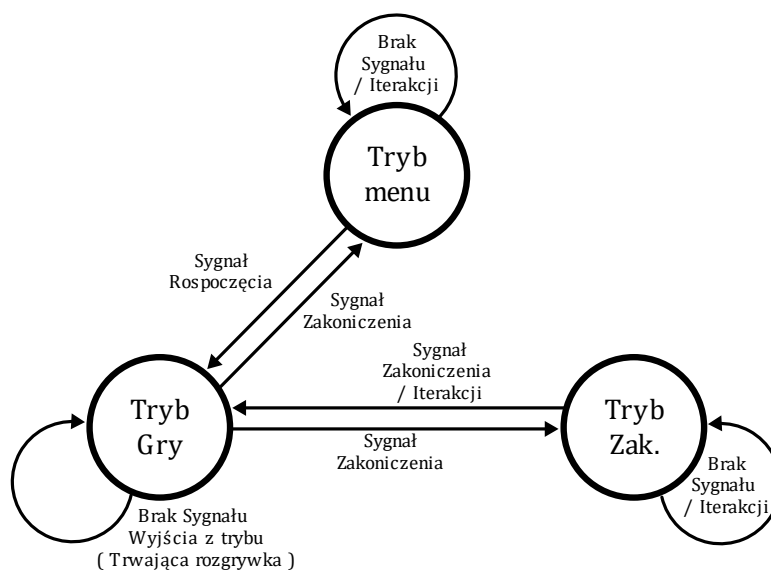 Brak
Sygnału
/ Iterakcji
Tryb
menu
Sygnał
Rospoczęcia
Sygnał
Zakoniczenia
Sygnał
Zakoniczenia
/ Iterakcji
Tryb
Gry
Tryb
Zak.
Sygnał
Zakoniczenia
Brak
Sygnału
/ Iterakcji
Brak Sygnału
Wyjścia z trybu
( Trwająca rozgrywka )